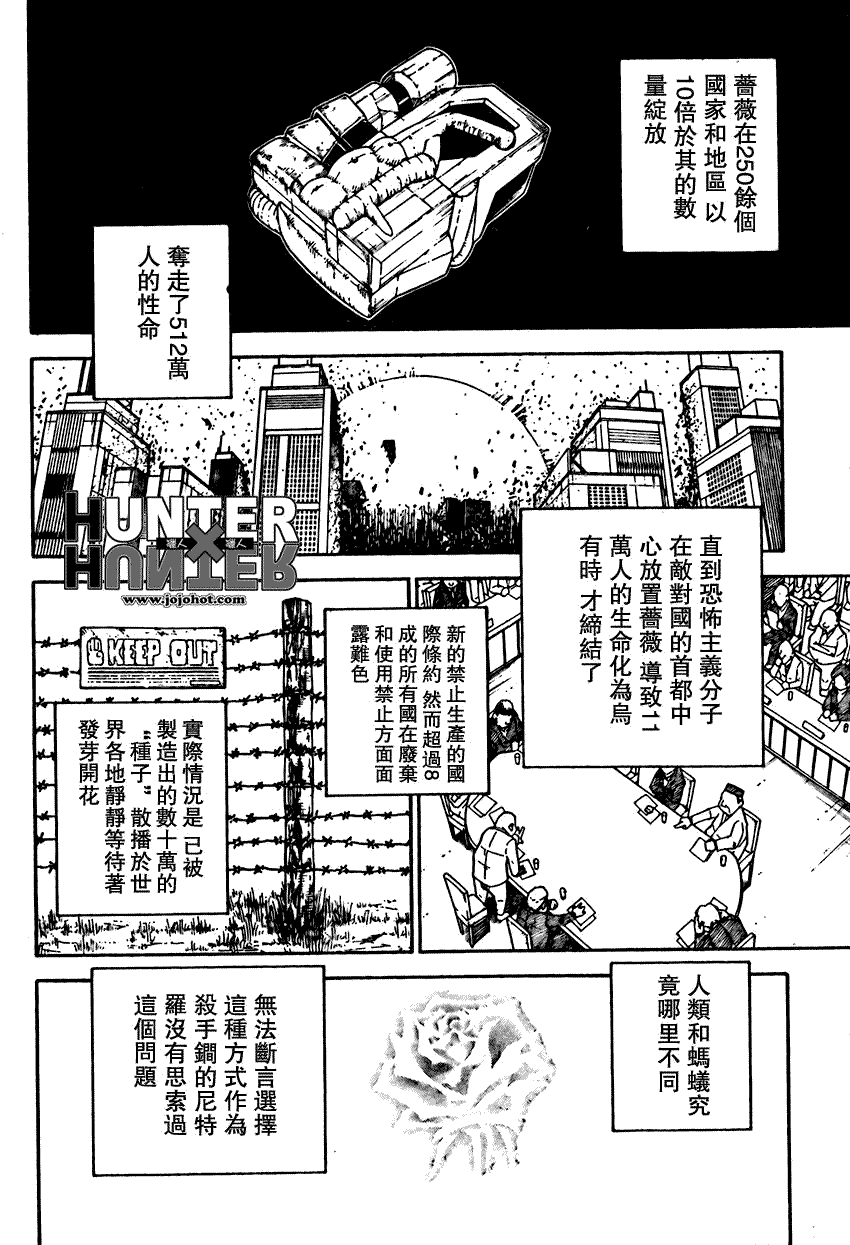 薔薇在250餘個
國家和地區 以
10倍於其的數
量綻放
奪走了512萬
人的性命
HUNTER
×
HUNTER
www.jojohot.com
直到恐怖主義分子
在敵對國的首都中
心放置薔薇 導致11
萬人的生命化為烏
有時 才締結了
新的禁止生產的國
際條約 然而超過8
成的所有國在廢棄
和使用禁止方面面
露難色
KEEP OUT
實際情況是 已被
製造出的數十萬的
“種子”散播於世
界各地靜靜等待著
發芽開花
人類和螞蟻究
竟哪里不同
無法斷言選擇
這種方式作為
殺手鐧的尼特
羅沒有思索過
這個問題